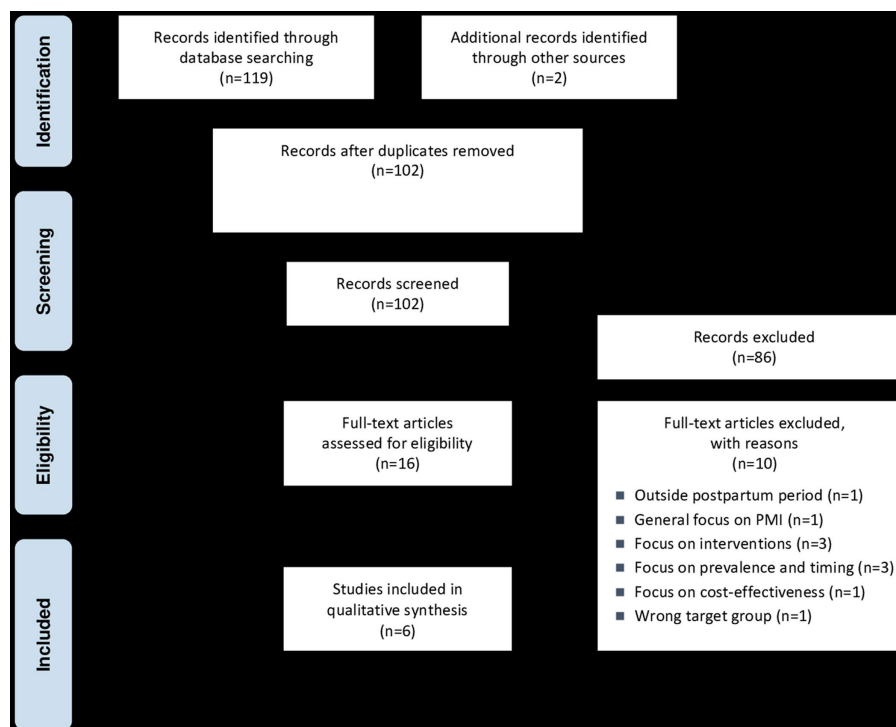 Identification
Records identified through
database searching
(n=119)
Additional records identified
through other sources
(n=2)
Records after duplicates removed
(n=102)
Screening
Records screened
(n=102)
Records excluded
(n=86)
Eligibility
Full-text articles
assessed for eligibility
(n=16)
Full-text articles excluded,
with reasons
(n=10)
Outside postpartum period (n=1)
General focus on PMI (n=1)
Focus on interventions (n=3)
Focus on prevalence and timing (n=3)
Focus on cost-effectiveness (n=1)
Wrong target group (n=1)
Included
Studies included in
qualitative synthesis
(n=6)